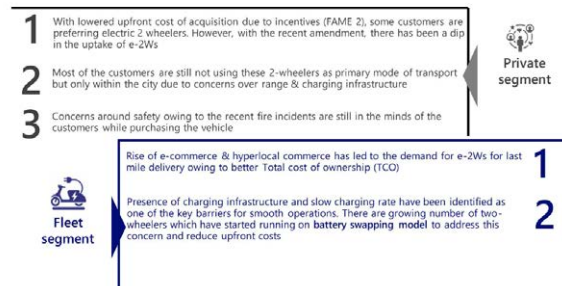 1
With lowered upfront cost of acquisition due to incentives (FAME 2), some customers are
preferring electric 2 wheelers. However, with the recent amendment, there has been a dip
in the uptake of e-2Ws
2
Most of the customers are still not using these 2-wheelers as primary mode of transport
but only within the city due to concerns over range & charging infrastructure
3
Concerns around safety owing to the recent fire incidents are still in the minds of the
customers while purchasing the vehicle
Private
segment
Fleet
segment
Rise of e-commerce & hyperlocal commerce has led to the demand for e-2Ws for last
mile delivery owing to better Total cost of ownership (TCO)
1
Presence of charging infrastructure and slow charging rate have been identified as
one of the key barriers for smooth operations. There are growing number of two-
wheelers which have started running on battery swapping model to address this
concern and reduce upfront costs
2